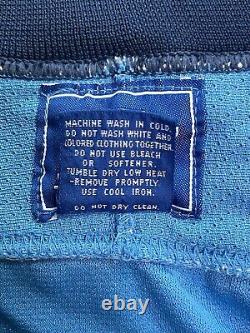 MACHINE WASH IN COLD.
DO NOT WASH WHITE AND
COLORED CLOTHING TOGETHER.
DO NOT USE BLEACH
OR SOFTENER.
TUMBLE DRY LOW HEAT
-REMOVE PROMPTLY
USE COOL IRON.
DO NOT DRY CLEAN.